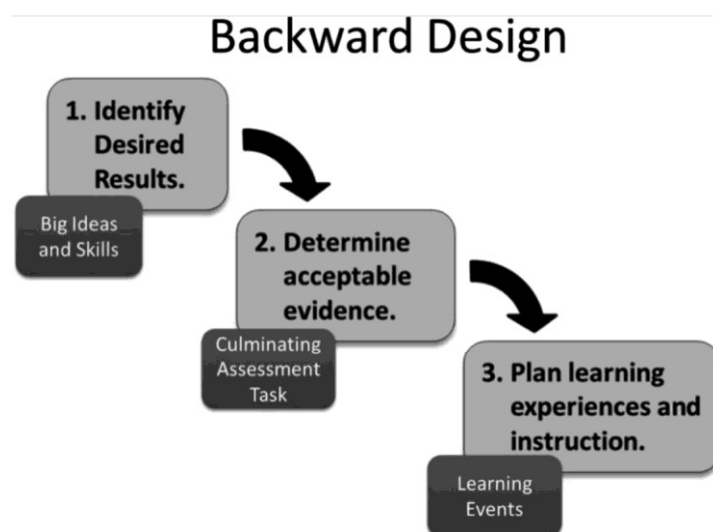 Backward Design
1. Identify
Desired
Results.
Big Ideas
and Skills
2. Determine
acceptable
evidence.
Culminating
Assessment
Task
3. Plan learning
experiences and
instruction.
Learning
Events